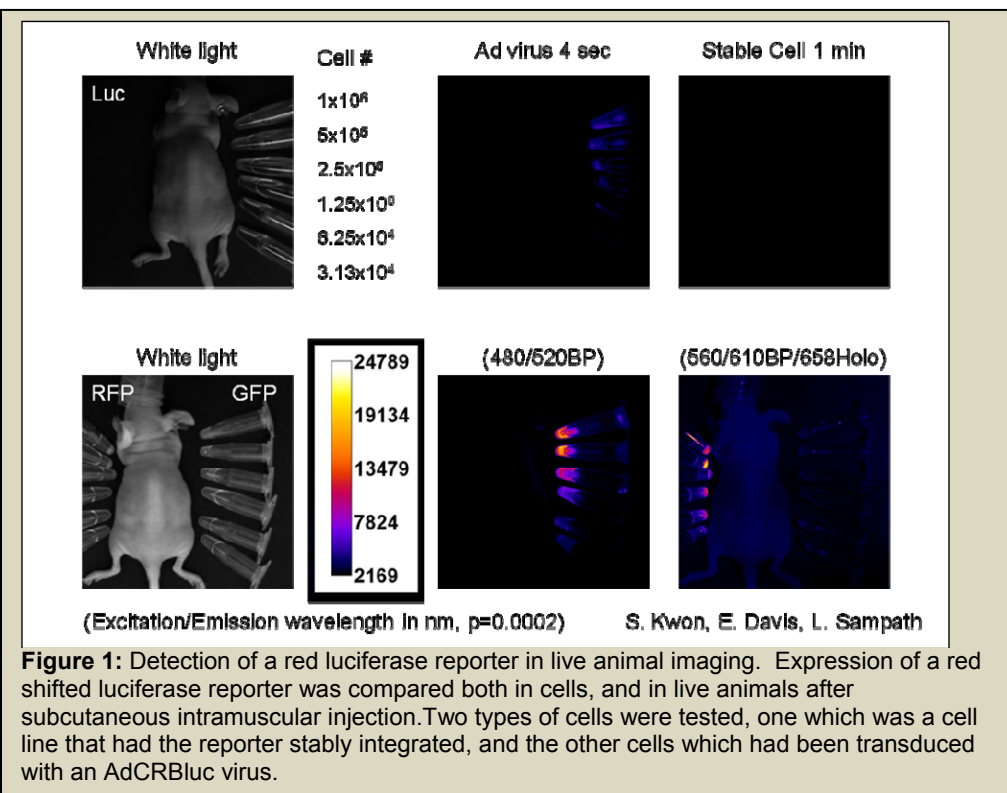 White light
Cell #
Ad virus 4 sec
Stable Cell 1 min
Luc
1x10⁶
5x10⁵
2.5x10⁵
1.25x10⁵
6.25x10⁴
3.13x10⁴
White light
(480/520BP)
(560/610BP/658Holo)
RFP GFP
24789
19134
13479
7824
2169
(Excitation/Emission wavelength in nm, p=0.0002)
S. Kwon, E. Davis, L. Sampath
Figure 1: Detection of a red luciferase reporter in live animal imaging. Expression of a red
shifted luciferase reporter was compared both in cells, and in live animals after
subcutaneous intramuscular injection.Two types of cells were tested, one which was a cell
line that had the reporter stably integrated, and the other cells which had been transduced
with an AdCRBluc virus.